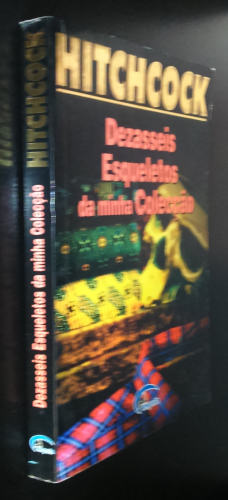 HITCHCOCK
Dezasseis
Esqueletos
da minha Colecção
HITCHCOCK
Dezasseis Esqueletos da minha Colecção